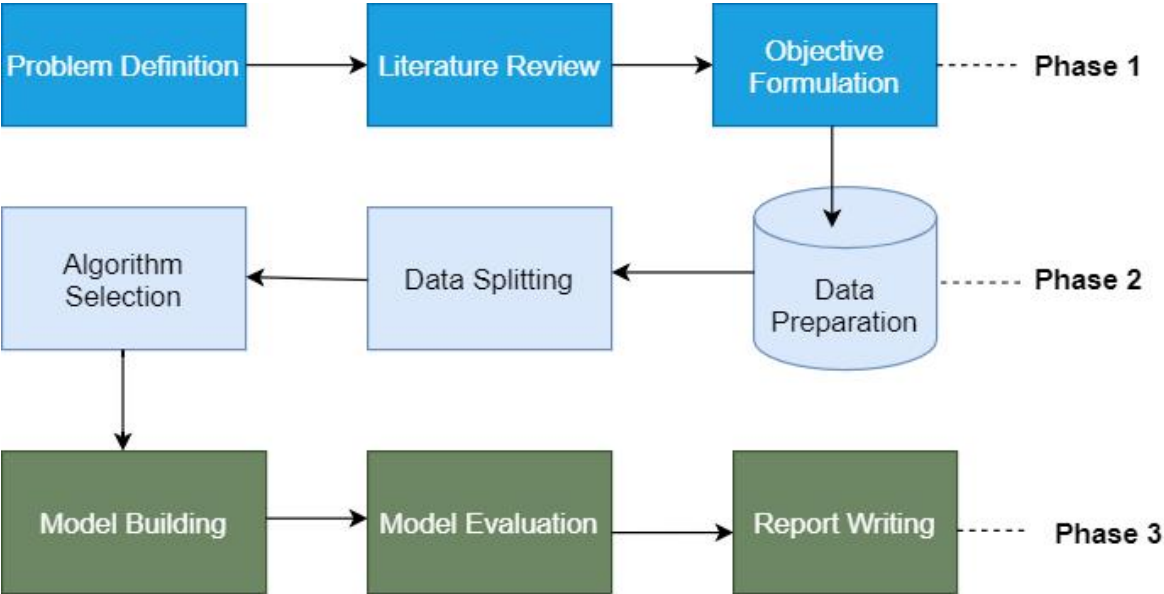 Problem Definition
Literature Review
Objective
Formulation
Phase 1
Algorithm
Selection
Data Splitting
Data
Preparation
Phase 2
Model Building
Model Evaluation
Report Writing
Phase 3